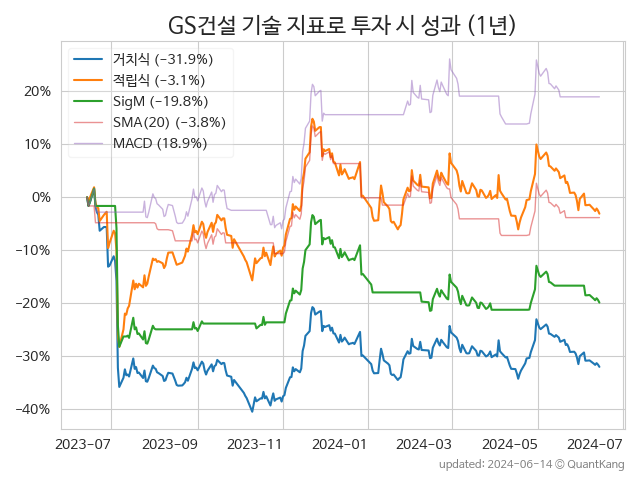 GS건설 기술 지표로 투자 시 성과 (1년)
거치식 (−31.9%)
적립식 (−3.1%)
SigM (−19.8%)
SMA(20) (−3.8%)
MACD (18.9%)
20%
10%
0%
−10%
−20%
−30%
−40%
2023−07 2023−09 2023−11 2024−01 2024−03 2024−05 2024−07
updated: 2024−06−14 © QuantKang